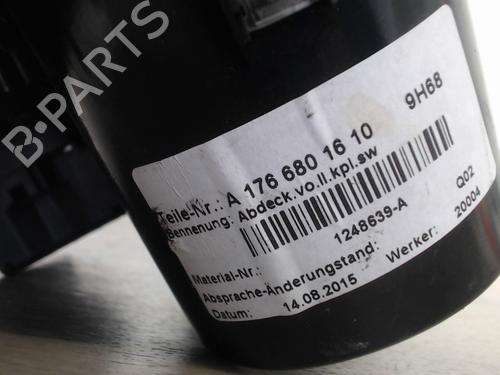 B-PARTS
Teile-Nr.: A 176 680 16 10 9H68
Bennenung: Abdeck.vo.ll.kpl.sw
Material-Nr.: 1248639-A Q02
Absprache-Änderungstand:
Datum: 14.08.2015 Werker: 20004